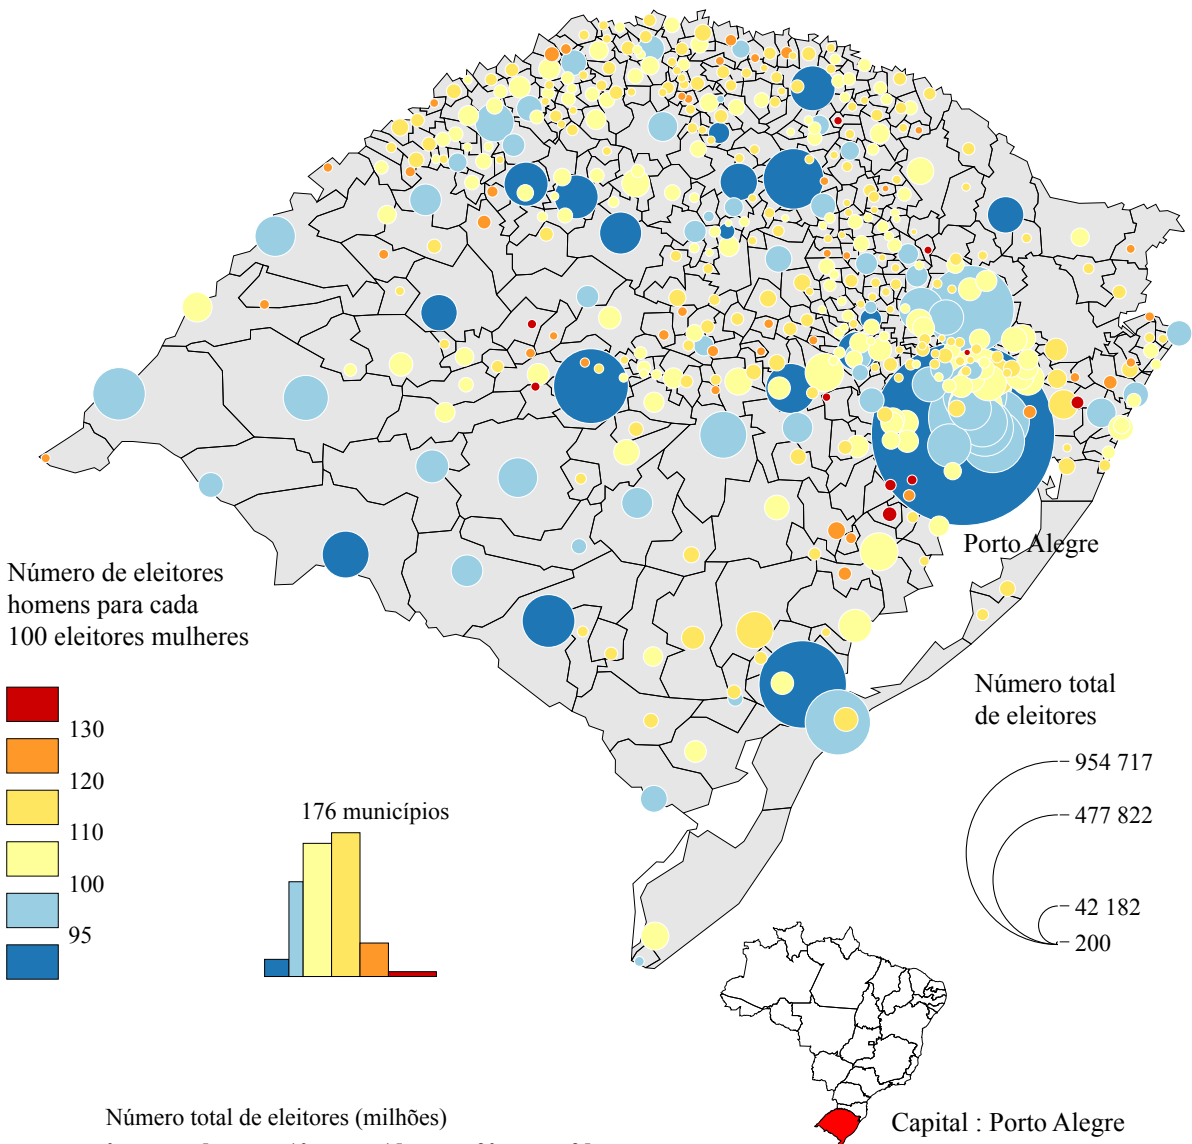 Porto Alegre
Número de eleitores
homens para cada
100 eleitores mulheres
130
120
110
100
95
176 municípios
Número total
de eleitores
954 717
477 822
42 182
200
Número total de eleitores (milhões)
Capital : Porto Alegre